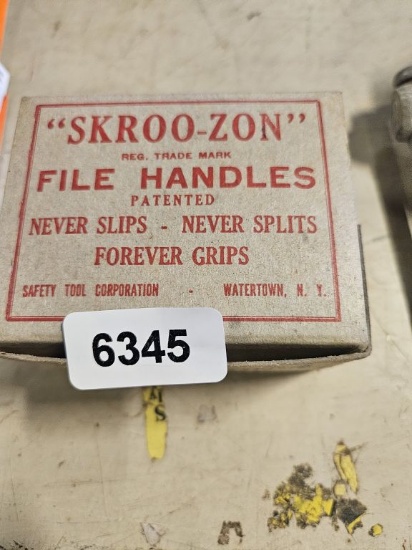 "SKROO-ZON"
REG. TRADE MARK
FILE HANDLES
PATENTED
NEVER SLIPS - NEVER SPLITS
FOREVER GRIPS
SAFETY TOOL CORPORATION - WATERTOWN, N. Y.
6345